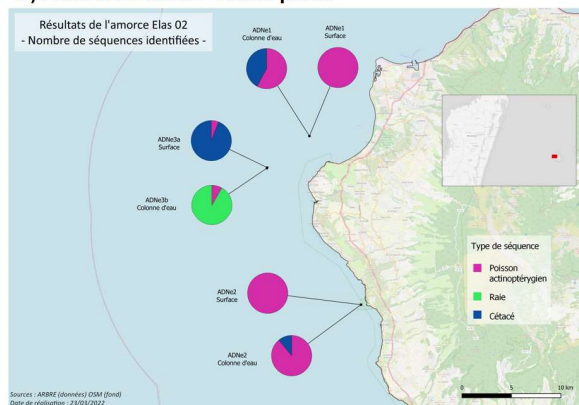 Résultats de l'amorce Elas 02
- Nombre de séquences identifiées -
ADNe1
Colonne d'eau
ADNe1
Surface
ADNe3a
Surface
ADNe3b
Colonne d'eau
ADNe2
Surface
ADNe2
Colonne d'eau
Type de séquence
Poisson
actinoptérygien
Raie
Cétacé
0
5
10 km
Sources : ARBRE (données) OSM (fond)
Date de réalisation : 23/03/2022